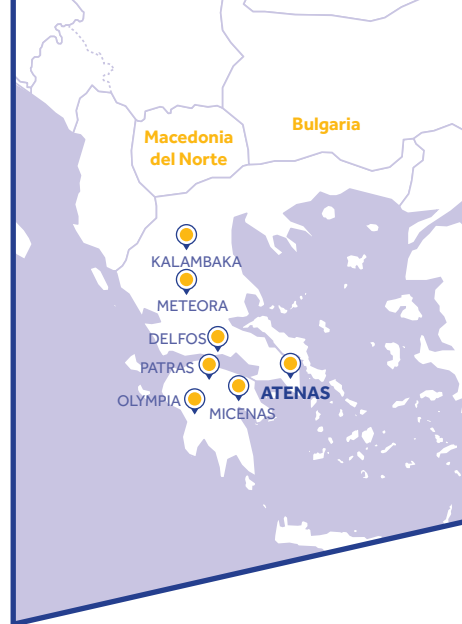 Bulgaria
Macedonia
del Norte
KALAMBAKA
METEORA
DELFOS
PATRAS
ATENAS
OLYMPIA
MICENAS